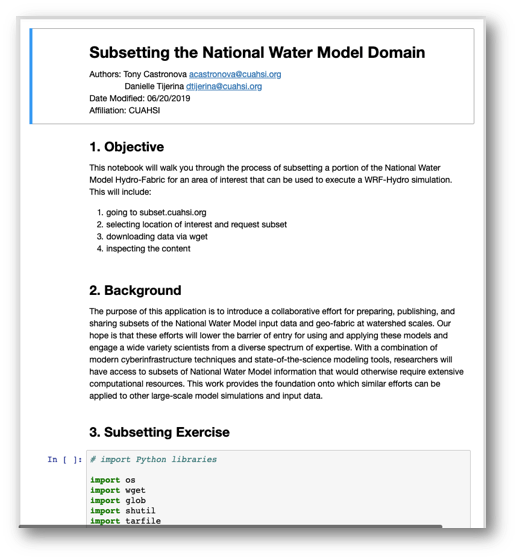 Subsetting the National Water Model Domain
Authors: Tony Castronova acastronova@cuahsi.org
Danielle Tijerina dtijerina@cuahsi.org
Date Modified: 06/20/2019
Affiliation: CUAHSI
1. Objective
This notebook will walk you through the process of subsetting a portion of the National Water
Model Hydro-Fabric for an area of interest that can be used to execute a WRF-Hydro simulation.
This will include:
1. going to subset.cuahsi.org
2. selecting location of interest and request subset
3. downloading data via wget
4. inspecting the content
2. Background
The purpose of this application is to introduce a collaborative effort for preparing, publishing, and
sharing subsets of the National Water Model input data and geo-fabric at watershed scales. Our
hope is that these efforts will lower the barrier of entry for using and applying these models and
engage a wide variety scientists from a diverse spectrum of expertise. With a combination of
modern cyberinfrastructure techniques and state-of-the-science modeling tools, researchers will
have access to subsets of National Water Model information that would otherwise require extensive
computational resources. This work provides the foundation onto which similar efforts can be
applied to other large-scale model simulations and input data.
3. Subsetting Exercise
In [ ]: # import Python libraries
import os
import wget
import glob
import shutil
import tarfile